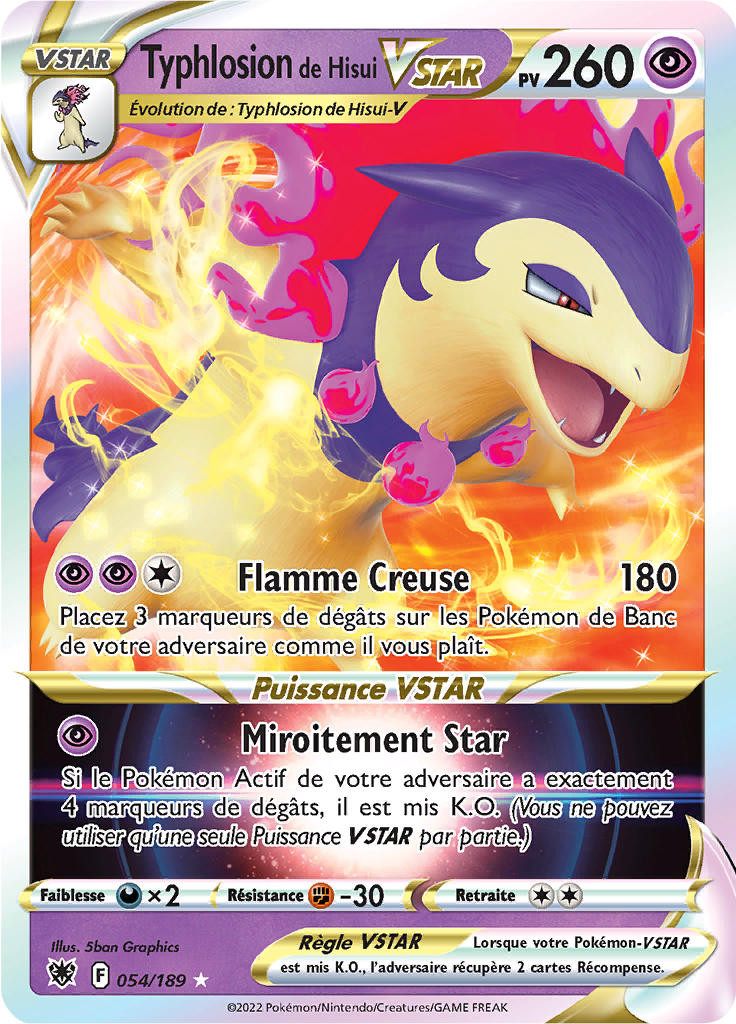 VSTAR
Typhlosion de Hisui VSTAR PV 260
Évolution de : Typhlosion de Hisui-V
Flamme Creuse 180
Placez 3 marqueurs de dégâts sur les Pokémon de Banc
de votre adversaire comme il vous plaît.
Puissance VSTAR
Miroitement Star
Si le Pokémon Actif de votre adversaire a exactement
4 marqueurs de dégâts, il est mis K.O. (Vous ne pouvez
utiliser qu'une seule Puissance VSTAR par partie.)
Faiblesse ×2 Résistance -30 Retraite
Illus. 5ban Graphics
Règle VSTAR Lorsque votre Pokémon-VSTAR
est mis K.O., l'adversaire récupère 2 cartes Récompense.
F 054/189
©2022 Pokémon/Nintendo/Creatures/GAME FREAK